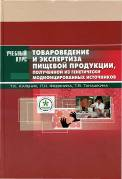 УЧЕБНЫЙ
КУРС
ТОВАРОВЕДЕНИЕ
И ЭКСПЕРТИЗА
ПИЩЕВОЙ ПРОДУКЦИИ,
ПОЛУЧЕННОЙ ИЗ ГЕНЕТИЧЕСКИ
МОДИФИЦИРОВАННЫХ ИСТОЧНИКОВ